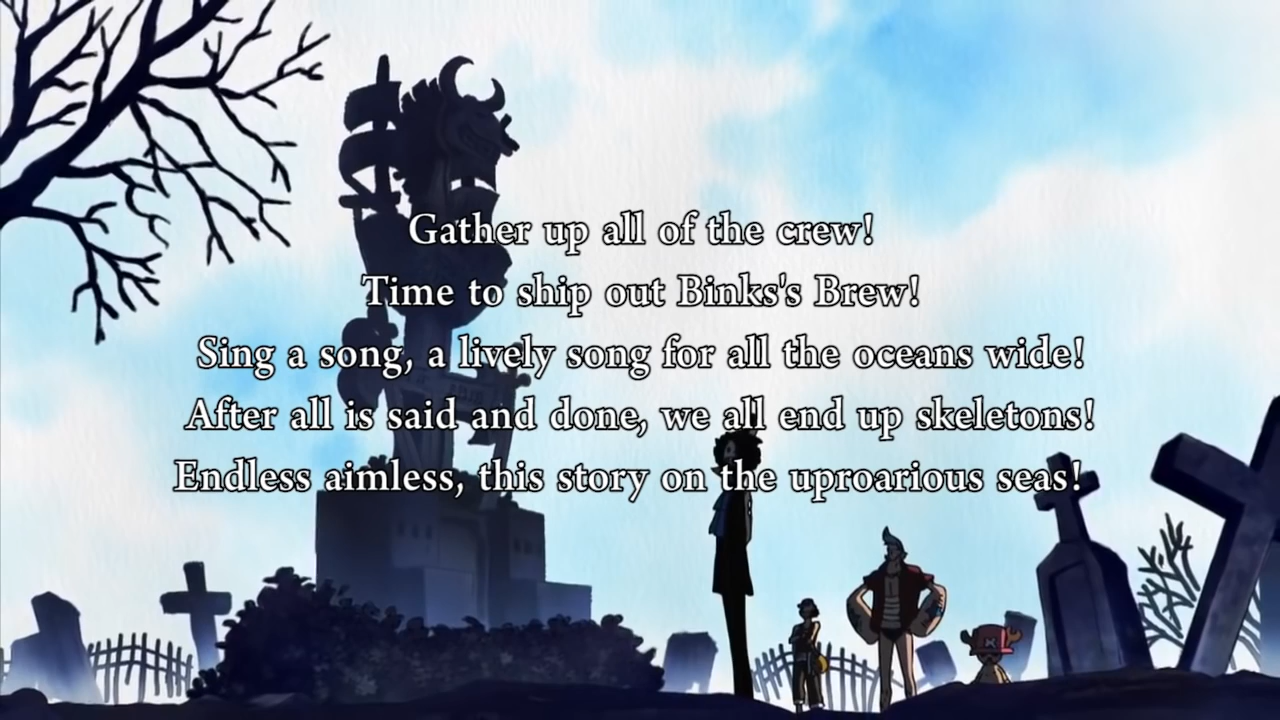 Gather up all of the crew!
Time to ship out Binks's Brew!
Sing a song, a lively song for all the oceans wide!
After all is said and done, we all end up skeletons!
Endless aimless, this story on the uproarious seas!